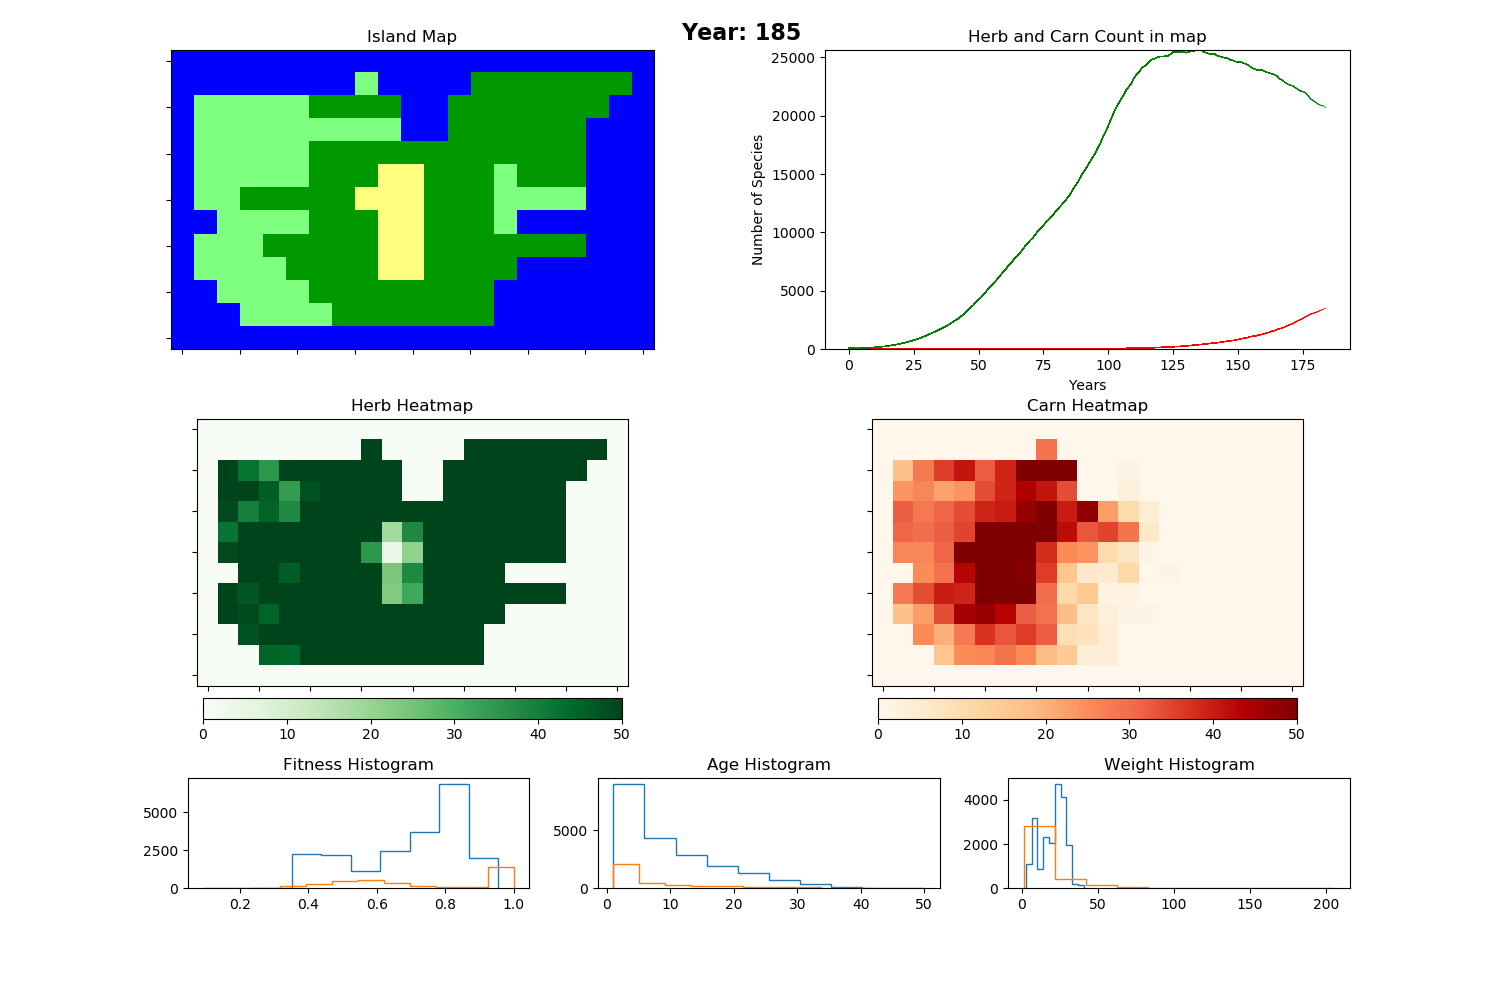 Year: 185
Island Map
Herb and Carn Count in map
25000
20000
15000
10000
5000
0
Number of Species
0 25 50 75 100 125 150 175
Years
Herb Heatmap
Carn Heatmap
0 10 20 30 40 50
0 10 20 30 40 50
Fitness Histogram
5000
2500
0
0.2 0.4 0.6 0.8 1.0
Age Histogram
5000
0
0 10 20 30 40 50
Weight Histogram
4000
2000
0
0 50 100 150 200